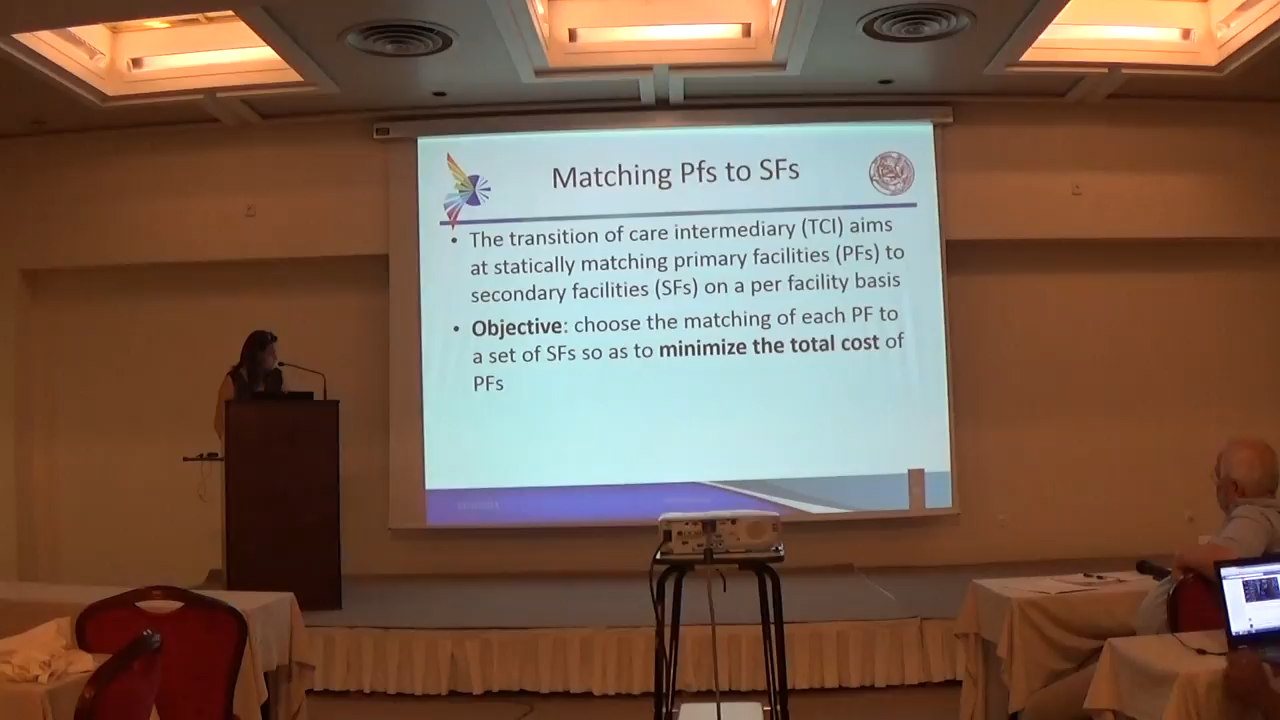 Matching Pfs to SFs
• The transition of care intermediary (TCI) aims
at statically matching primary facilities (PFs) to
secondary facilities (SFs) on a per facility basis
• Objective: choose the matching of each PF to
a set of SFs so as to minimize the total cost of
PFs